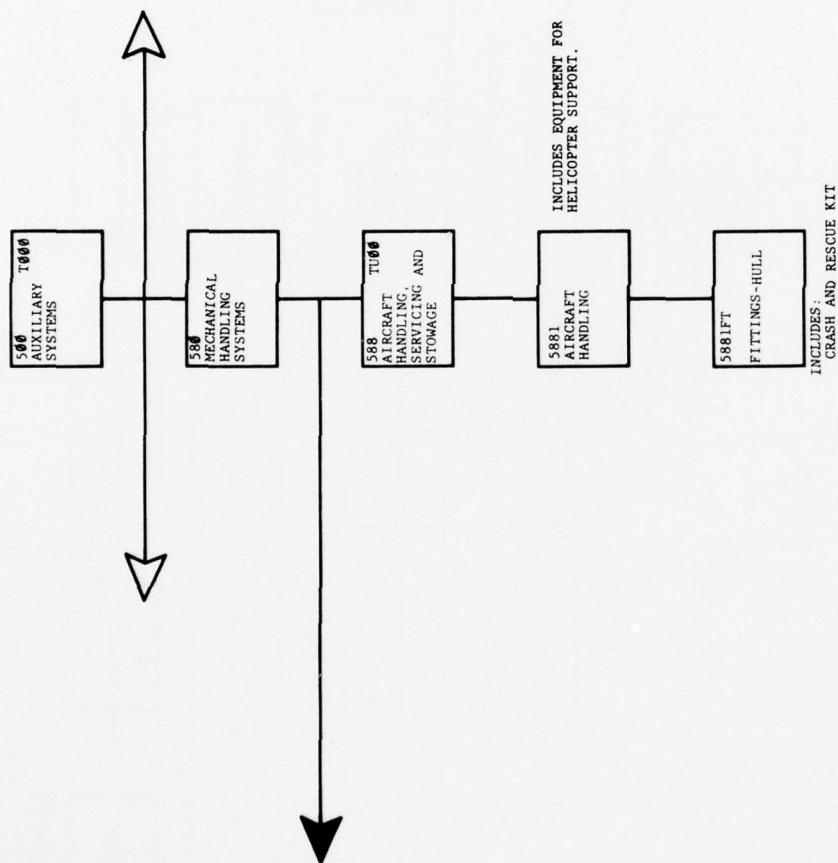 500 T000
AUXILIARY
SYSTEMS
580
MECHANICAL
HANDLING
SYSTEMS
588 TU00
AIRCRAFT
HANDLING,
SERVICING AND
STOWAGE
5881
AIRCRAFT
HANDLING
INCLUDES EQUIPMENT FOR
HELICOPTER SUPPORT.
5881FT
FITTINGS-HULL
INCLUDES:
CRASH AND RESCUE KIT